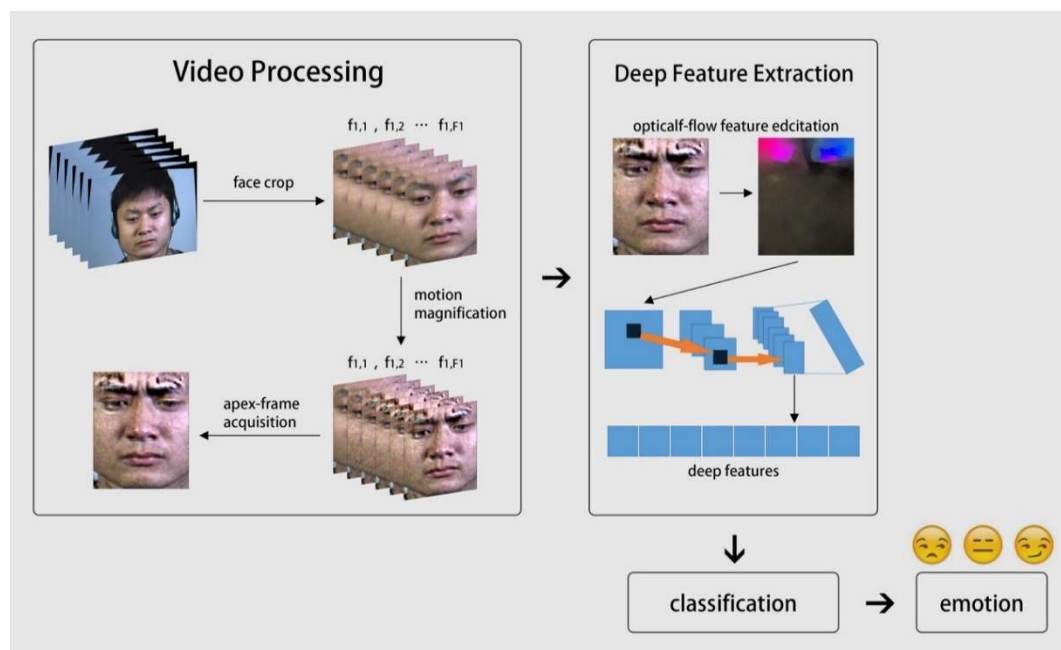 Video Processing
f1,1 , f1,2 ··· f1,F1
face crop
motion
magnification
f1,1 , f1,2 ··· f1,F1
apex-frame
acquisition
Deep Feature Extraction
opticalf-flow feature edcitation
deep features
classification
emotion